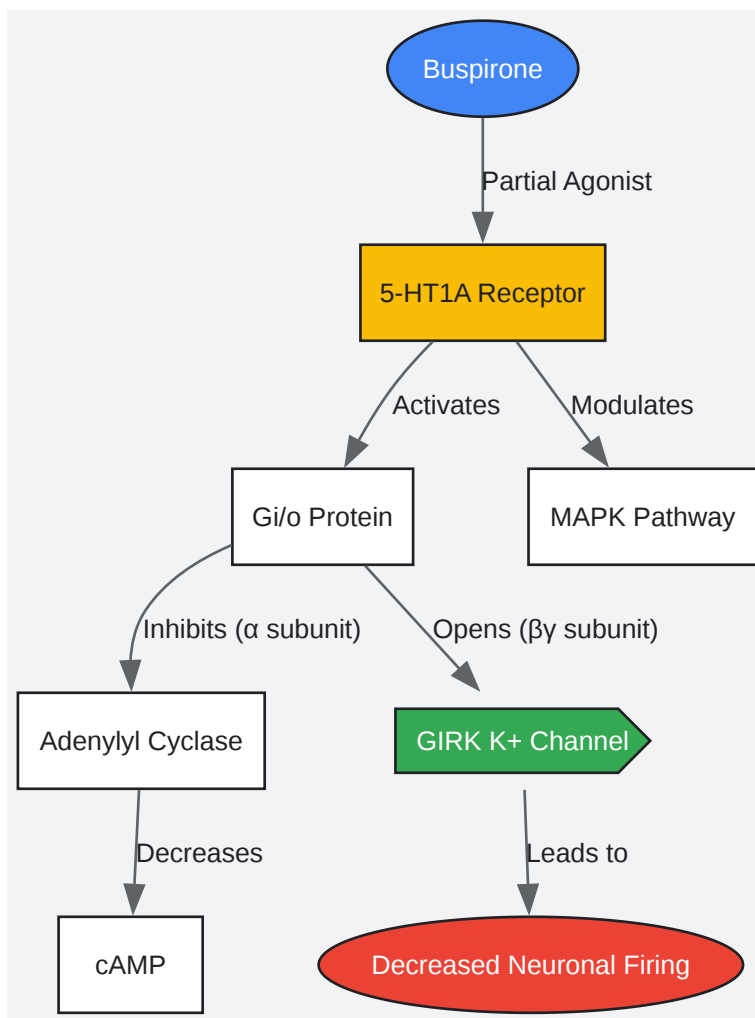 Buspirone
Partial Agonist
5-HT1A Receptor
Activates
Modulates
Gi/o Protein
MAPK Pathway
Inhibits (α subunit)
Opens (βγ subunit)
Adenylyl Cyclase
GIRK K+ Channel
Decreases
Leads to
cAMP
Decreased Neuronal Firing